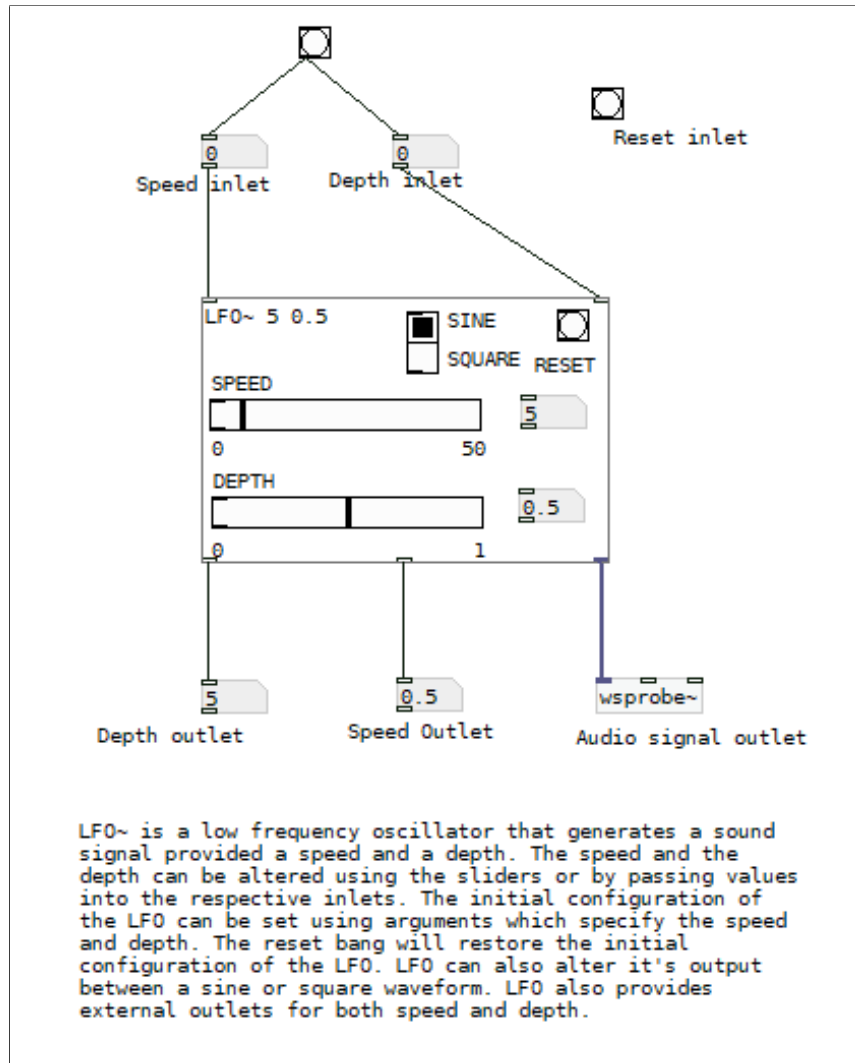 Reset inlet
0
0
Speed inlet
Depth inlet
LFO~ 5 0.5
SINE
SQUARE
RESET
SPEED
5
0
50
DEPTH
0.5
0
1
5
0.5
wsprobe~
Depth outlet
Speed Outlet
Audio signal outlet
LFO~ is a low frequency oscillator that generates a sound
signal provided a speed and a depth. The speed and the
depth can be altered using the sliders or by passing values
into the respective inlets. The initial configuration of
the LFO can be set using arguments which specify the speed
and depth. The reset bang will restore the initial
configuration of the LFO. LFO can also alter it's output
between a sine or square waveform. LFO also provides
external outlets for both speed and depth.